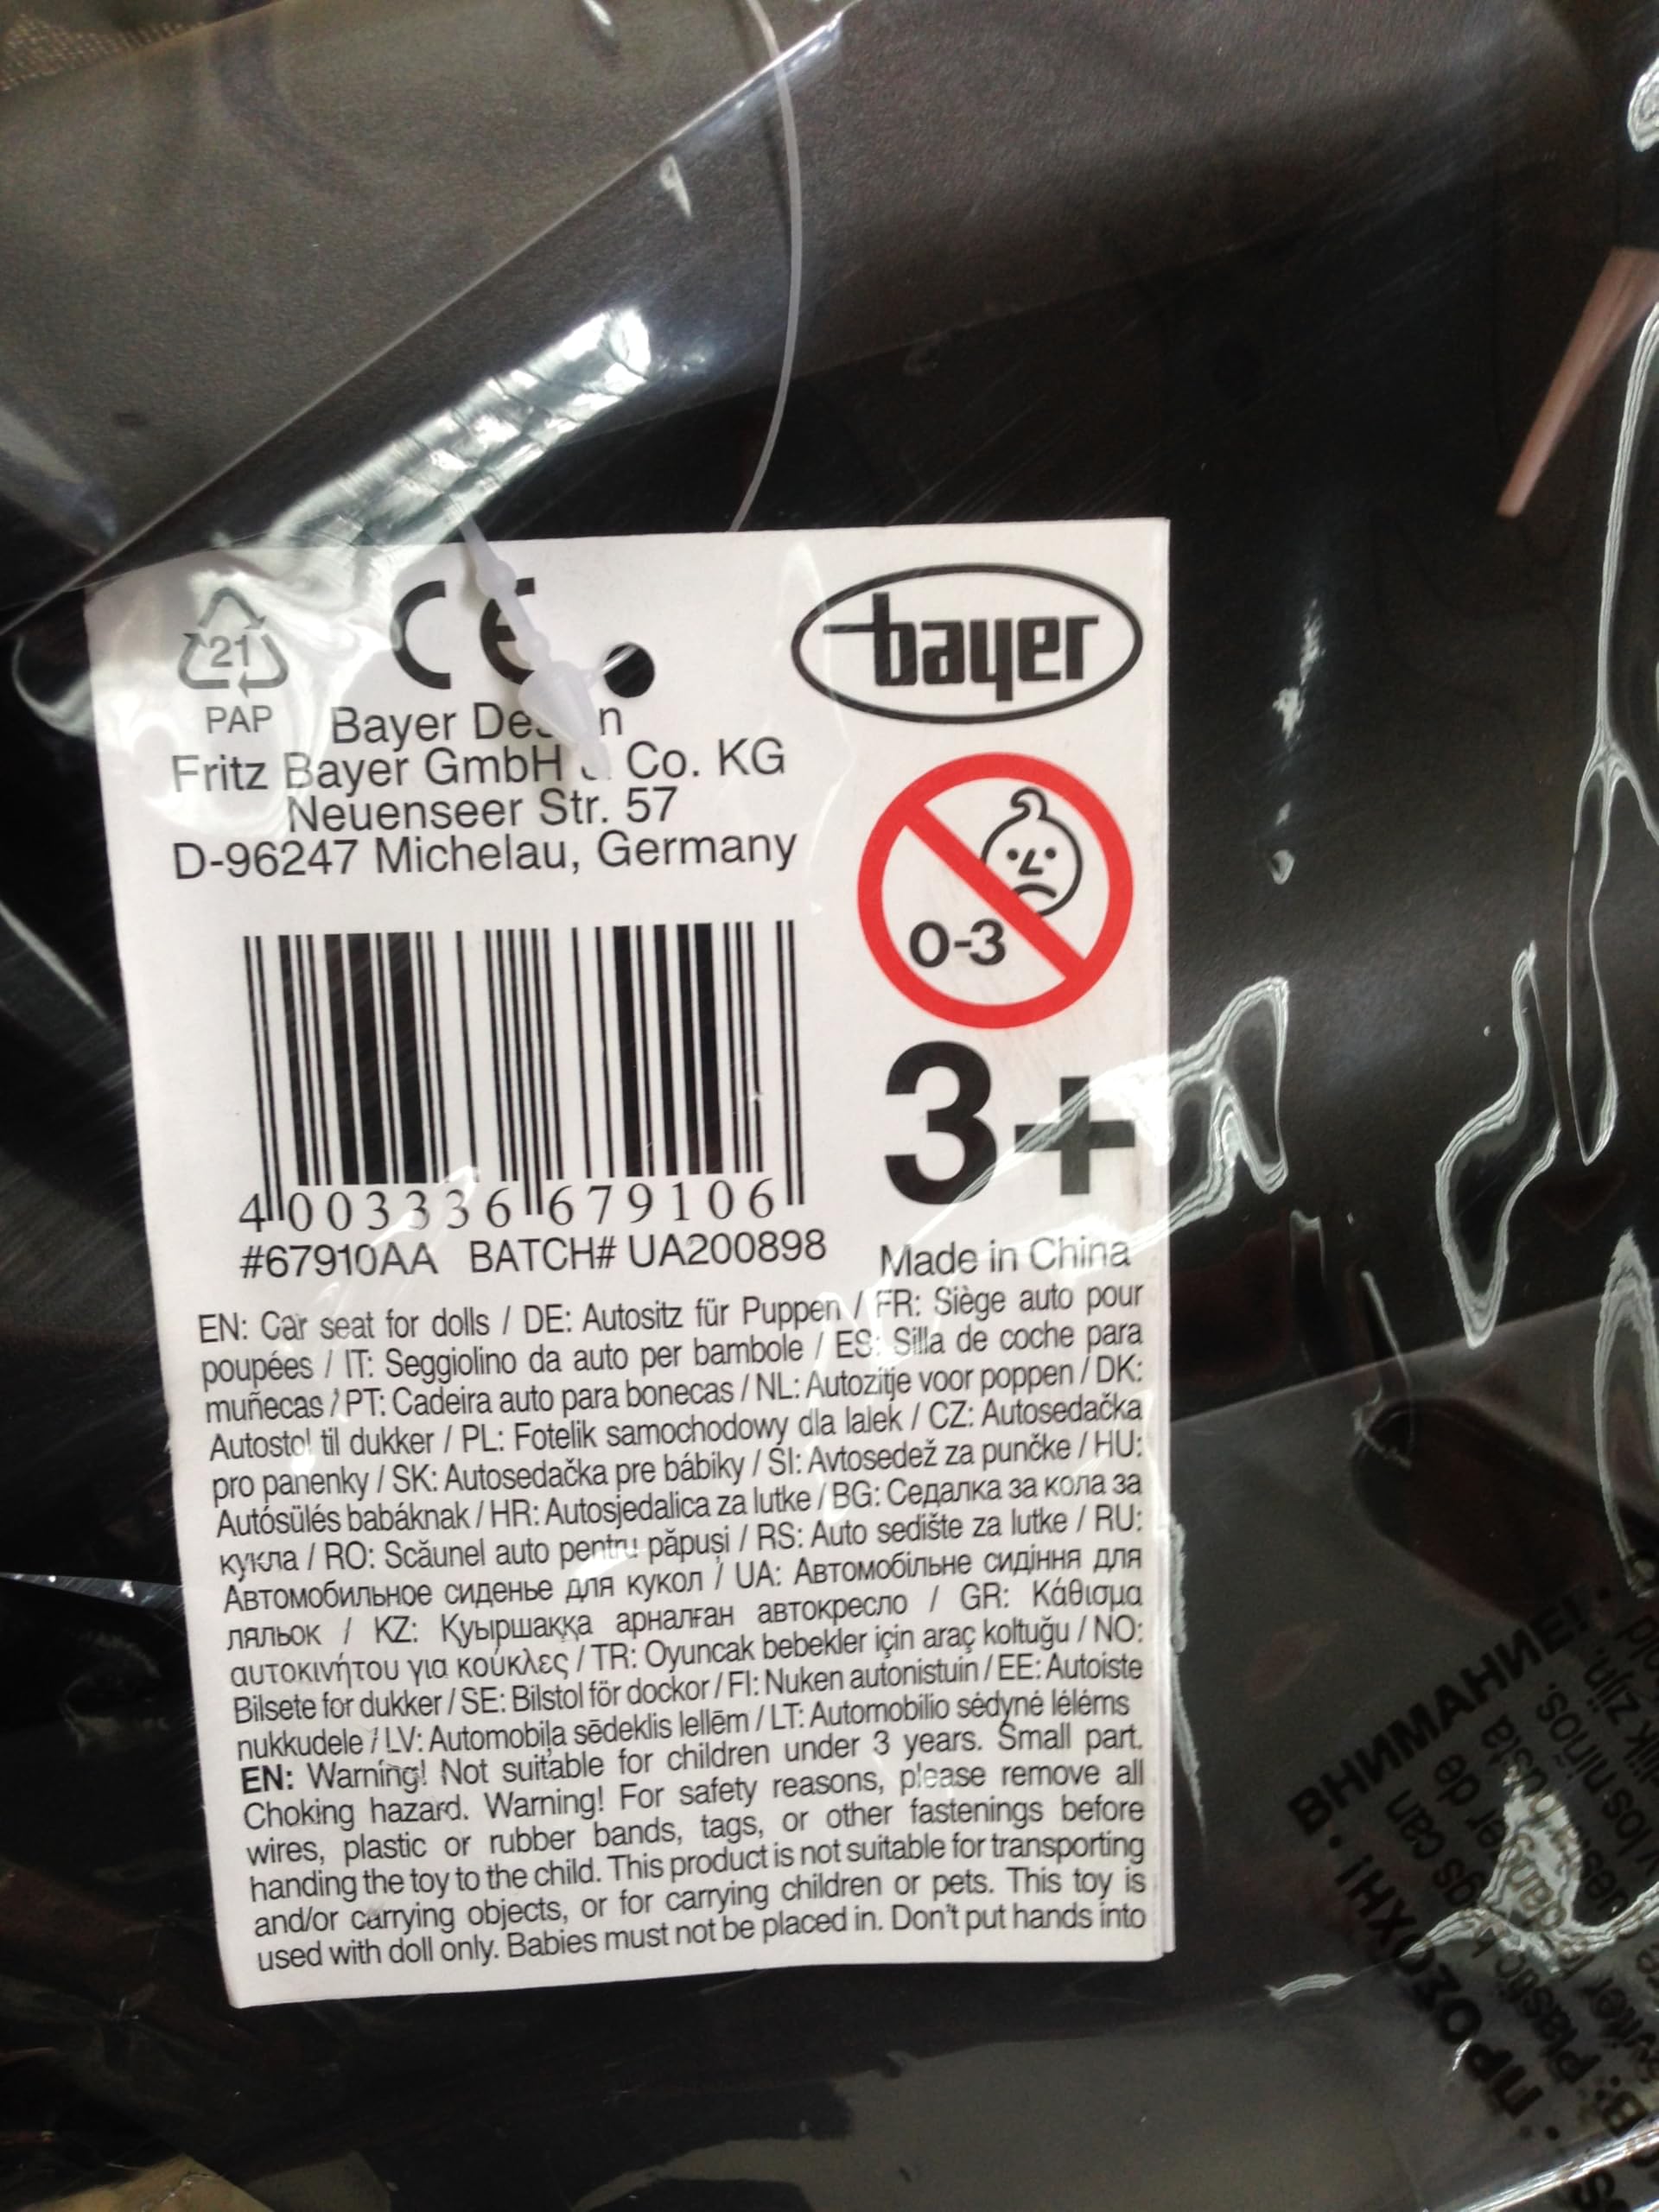 21
PAP
CE
bayer
Bayer
Fritz Bayer GmbH Co. KG
Neuenseer Str. 57
D-96247 Michelau, Germany
0-3
3+
4 003336 679106
#67910AA BATCH# UA200898
Made in China
EN: Car seat for dolls / DE: Autositz für Puppen / FR: Siège auto pour
poupées / IT: Seggiolino da auto per bambole / ES: Silla de coche para
muñecas / PT: Cadeira auto para bonecas / NL: Autozitje voor poppen / DK:
Autostol til dukker / PL: Fotelik samochodowy dla lalek / CZ: Autosedačka
pro panenky / SK: Autosedačka pre bábiky / SI: Avtosedež za punčke / HU:
Autósülés babáknak / HR: Autosjedalica za lutke / BG: Седалка за кола за
кукла / RO: Scăunel auto pentru păpuși / RS: Auto sedište za lutke / RU:
Автомобильное сиденье для кукол / UA: Автомобільне сидіння для
ляльок / KZ: Қуыршаққа арналған автокресло / GR: Κάθισμα
αυτοκινήτου για κούκλες / TR: Oyuncak bebekler için araç koltuğu / NO:
Bilsete for dukker / SE: Bilstol för dockor / FI: Nuken autonistuin / EE: Autoiste
nukkudele / LV: Automobiļa sēdeklis lellēm / LT: Automobilio sėdynė lėlėms
EN: Warning! Not suitable for children under 3 years. Small part.
Choking hazard. Warning! For safety reasons, please remove all
wires, plastic or rubber bands, tags, or other fastenings before
handing the toy to the child. This product is not suitable for transporting
and/or carrying objects, or for carrying children or pets. This toy is
used with doll only. Babies must not be placed in. Don't put hands into
ΠΡΟΣΟΧΗ! • ВНИМАНИЕ! •
Plastic can
danger de
busta
los niños.
zijn.